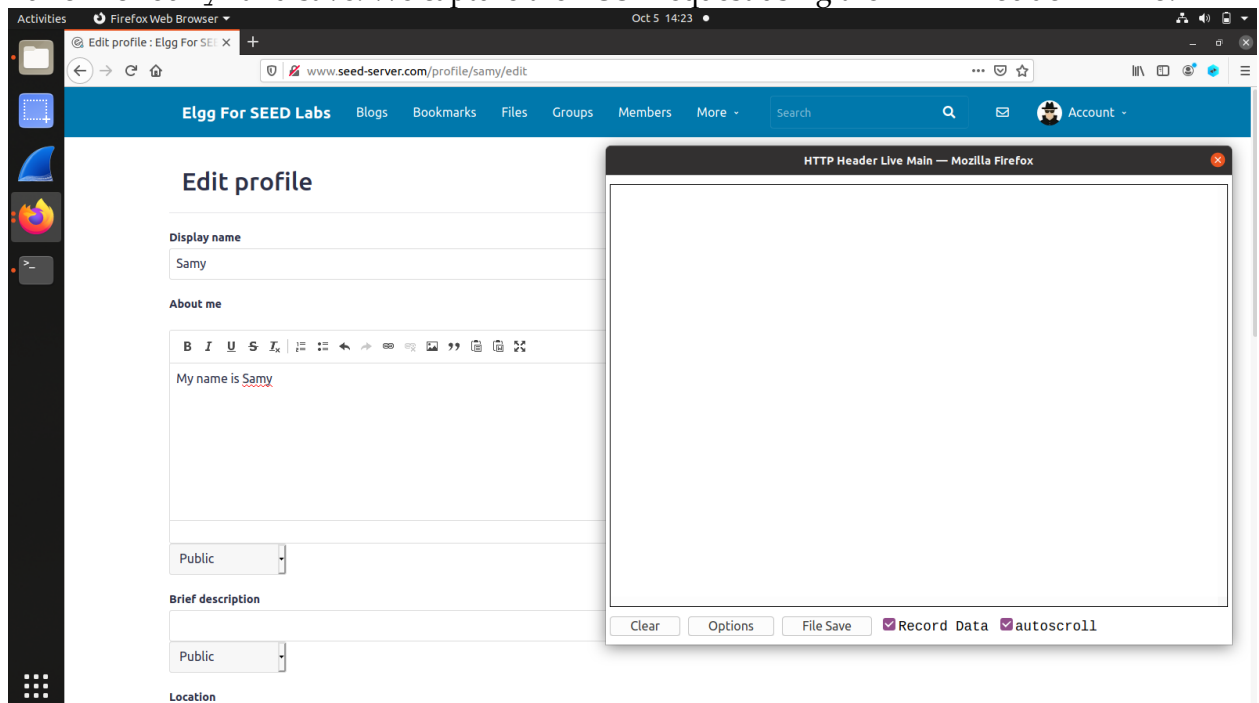 Activities Firefox Web Browser Oct 5 14:23
Edit profile : Elgg For SEE
www.seed-server.com/profile/samy/edit
Elgg For SEED Labs Blogs Bookmarks Files Groups Members More Search Account
HTTP Header Live Main — Mozilla Firefox
Edit profile
Display name
Samy
About me
B I U S Ix
My name is Samy
Public
Brief description
Clear Options File Save Record Data autoscroll
Public
Location